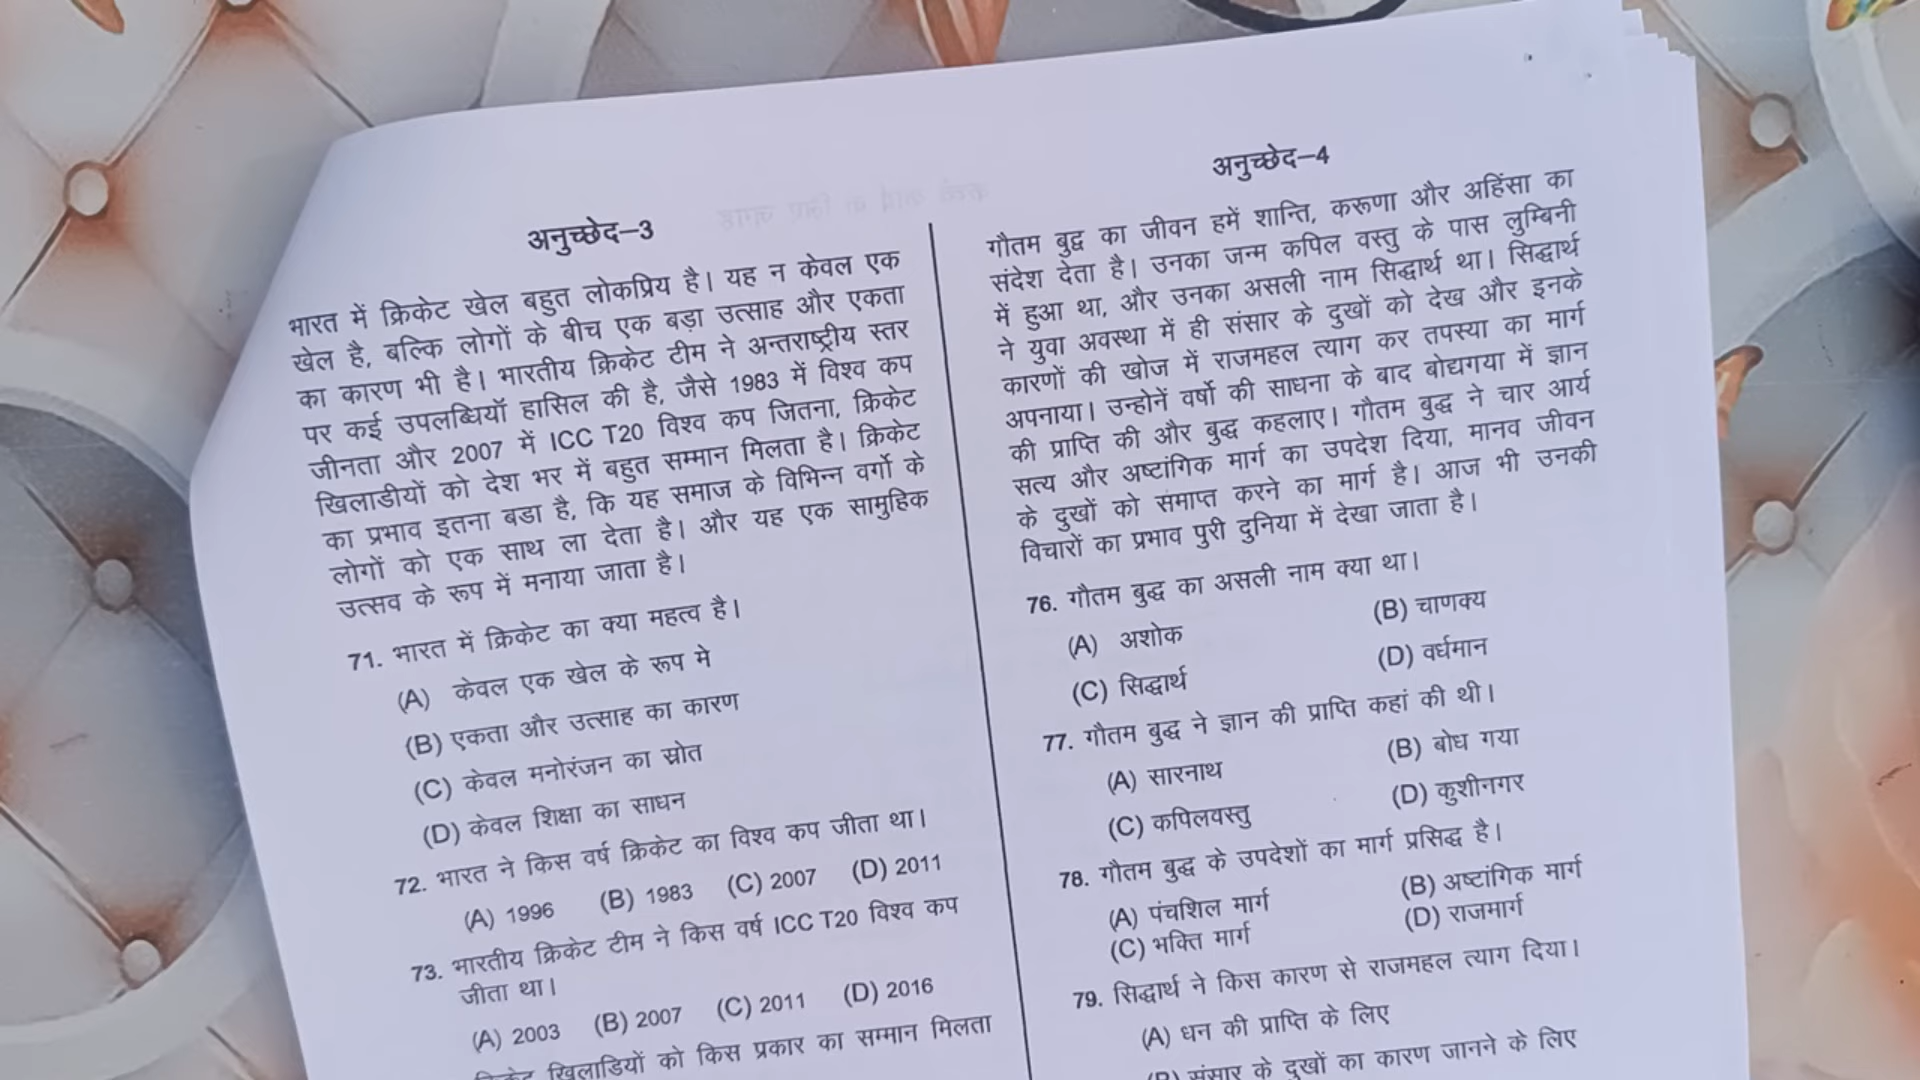 अनुच्छेद–3
भारत में क्रिकेट खेल बहुत लोकप्रिय है। यह न केवल एक
खेल है, बल्कि लोगों के बीच एक बड़ा उत्साह और एकता
का कारण भी है। भारतीय क्रिकेट टीम ने अन्तराष्ट्रीय स्तर
पर कई उपलब्धियॉ हासिल की है, जैसे 1983 में विश्व कप
जीनता और 2007 में ICC T20 विश्व कप जितना, क्रिकेट
खिलाडीयों को देश भर में बहुत सम्मान मिलता है। क्रिकेट
का प्रभाव इतना बडा है, कि यह समाज के विभिन्न वर्गो के
लोगों को एक साथ ला देता है। और यह एक सामुहिक
उत्सव के रूप में मनाया जाता है।
71. भारत में क्रिकेट का क्या महत्व है।
(A) केवल एक खेल के रूप मे
(B) एकता और उत्साह का कारण
(C) केवल मनोरंजन का स्रोत
(D) केवल शिक्षा का साधन
72. भारत ने किस वर्ष क्रिकेट का विश्व कप जीता था।
(A) 1996 (B) 1983 (C) 2007 (D) 2011
73. भारतीय क्रिकेट टीम ने किस वर्ष ICC T20 विश्व कप
जीता था।
(A) 2003 (B) 2007 (C) 2011 (D) 2016
खिलाडियों को किस प्रकार का सम्मान मिलता
अनुच्छेद–4
गौतम बुद्ध का जीवन हमें शान्ति, करूणा और अहिंसा का
संदेश देता है। उनका जन्म कपिल वस्तु के पास लुम्बिनी
में हुआ था, और उनका असली नाम सिद्धार्थ था। सिद्धार्थ
ने युवा अवस्था में ही संसार के दुखों को देख और इनके
कारणों की खोज में राजमहल त्याग कर तपस्या का मार्ग
अपनाया। उन्होनें वर्षो की साधना के बाद बोद्यगया में ज्ञान
की प्राप्ति की और बुद्ध कहलाए। गौतम बुद्ध ने चार आर्य
सत्य और अष्टांगिक मार्ग का उपदेश दिया, मानव जीवन
के दुखों को समाप्त करने का मार्ग है। आज भी उनकी
विचारों का प्रभाव पुरी दुनिया में देखा जाता है।
76. गौतम बुद्ध का असली नाम क्या था।
(A) अशोक (B) चाणक्य
(C) सिद्धार्थ (D) वर्धमान
77. गौतम बुद्ध ने ज्ञान की प्राप्ति कहां की थी।
(A) सारनाथ (B) बोध गया
(C) कपिलवस्तु (D) कुशीनगर
78. गौतम बुद्ध के उपदेशों का मार्ग प्रसिद्ध है।
(A) पंचशिल मार्ग (B) अष्टांगिक मार्ग
(C) भक्ति मार्ग (D) राजमार्ग
79. सिद्धार्थ ने किस कारण से राजमहल त्याग दिया।
(A) धन की प्राप्ति के लिए
(B) संसार के दुखों का कारण जानने के लिए